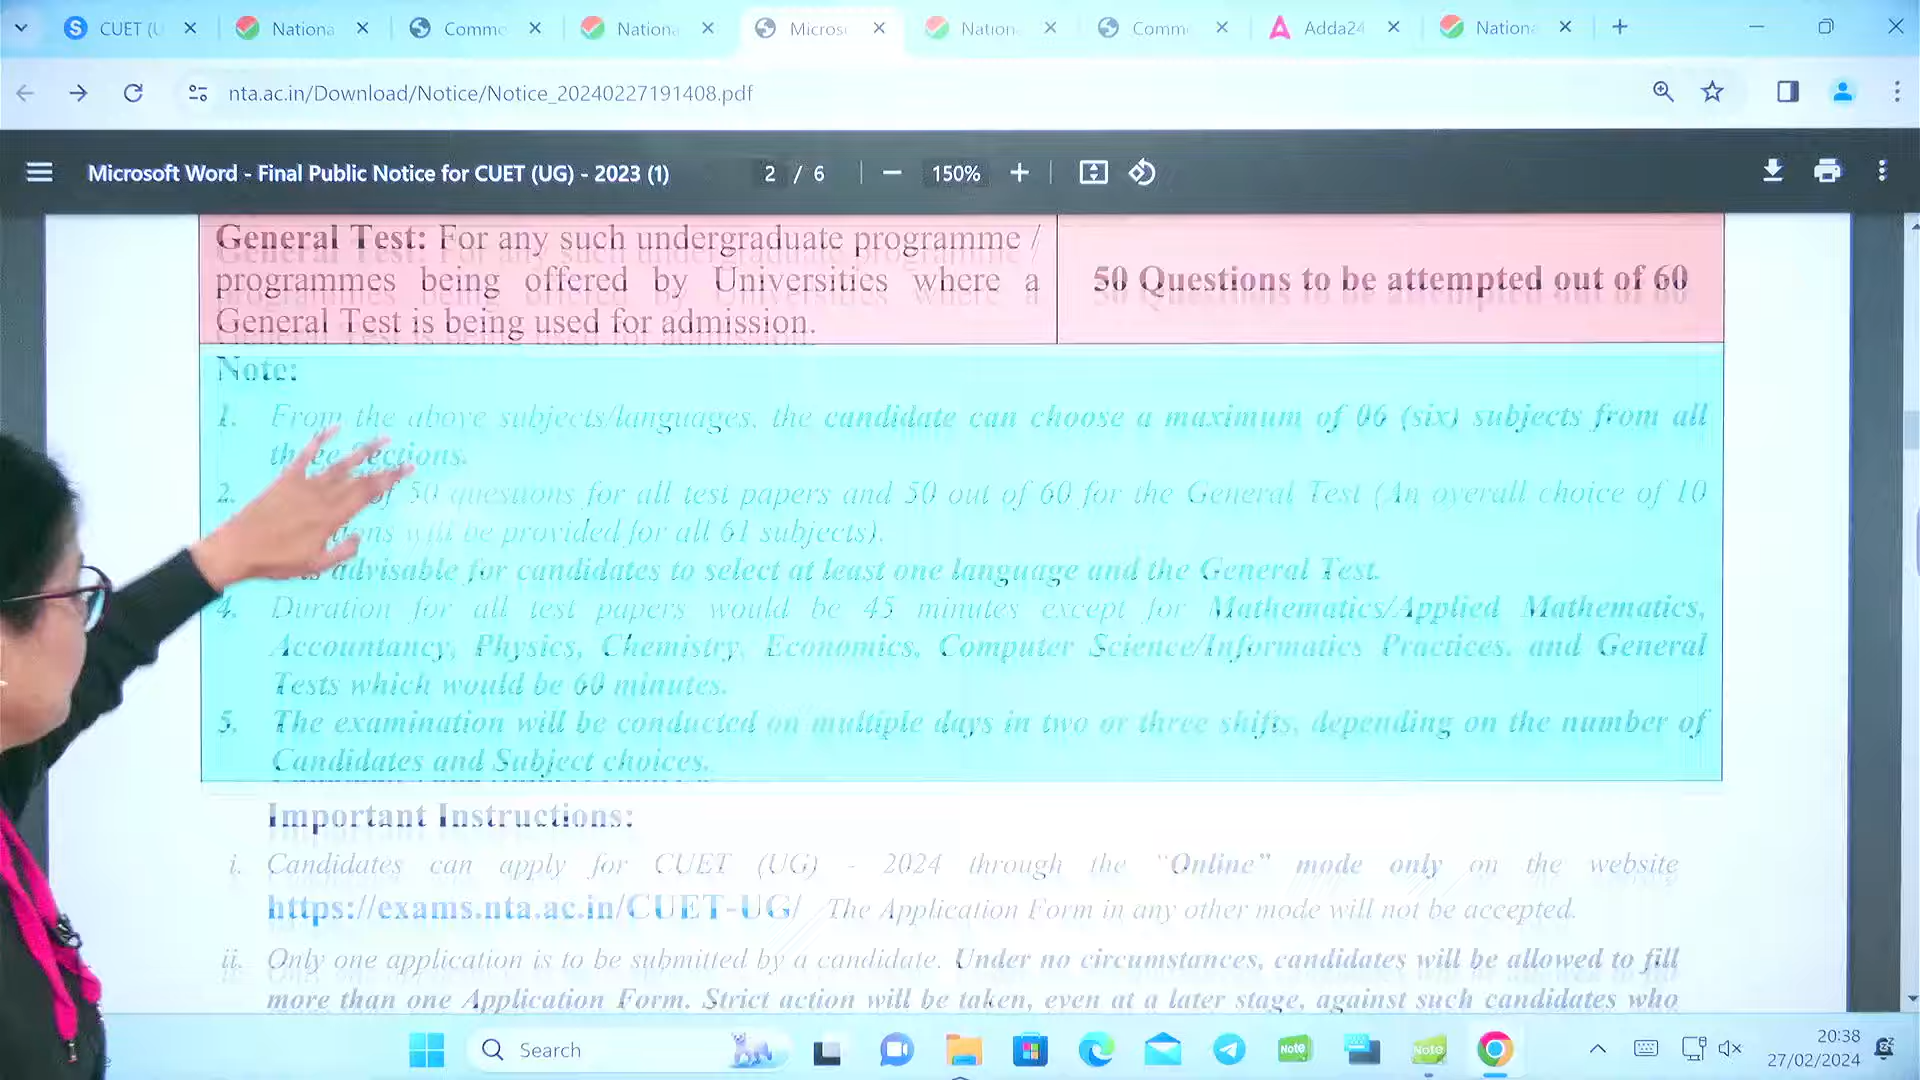 CUET (U
Nationa
Commo
Nationa
Micros
Nation
Comm
Adda24
Nation
nta.ac.in/Download/Notice/Notice_20240227191408.pdf
Microsoft Word - Final Public Notice for CUET (UG) - 2023 (1)
2 / 6
150%
General Test: For any such undergraduate programme /
programmes being offered by Universities where a
General Test is being used for admission.
50 Questions to be attempted out of 60
Note:
1. From the above subjects/languages, the candidate can choose a maximum of 06 (six) subjects from all
three Sections.
2. of 50 questions for all test papers and 50 out of 60 for the General Test (An overall choice of 10
will be provided for all 61 subjects).
advisable for candidates to select at least one language and the General Test.
4. Duration for all test papers would be 45 minutes except for Mathematics/Applied Mathematics,
Accountancy, Physics, Chemistry, Economics, Computer Science/Informatics Practices, and General
Tests which would be 60 minutes.
5. The examination will be conducted on multiple days in two or three shifts, depending on the number of
Candidates and Subject choices.
Important Instructions:
i. Candidates can apply for CUET (UG) - 2024 through the "Online" mode only on the website
https://exams.nta.ac.in/CUET-UG/ The Application Form in any other mode will not be accepted.
ii. Only one application is to be submitted by a candidate. Under no circumstances, candidates will be allowed to fill
more than one Application Form. Strict action will be taken, even at a later stage, against such candidates who
Search
Note
Note
20:38
27/02/2024